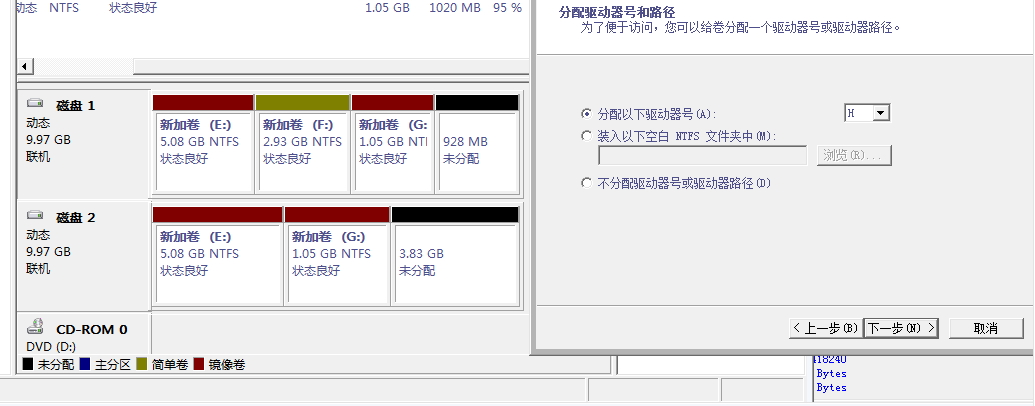 动态 NTFS 状态良好 1.05 GB 1020 MB 95 %
磁盘 1
动态
9.97 GB
联机
新加卷 (E:)
5.08 GB NTFS
状态良好
新加卷 (F:)
2.93 GB NTFS
状态良好
新加卷 (G:
1.05 GB NTI
状态良好
928 MB
未分配
磁盘 2
动态
9.97 GB
联机
新加卷 (E:)
5.08 GB NTFS
状态良好
新加卷 (G:)
1.05 GB NTFS
状态良好
3.83 GB
未分配
CD-ROM 0
DVD (D:)
未分配 主分区 简单卷 镜像卷
分配驱动器号和路径
为了便于访问，您可以给卷分配一个驱动器号或驱动器路径。
分配以下驱动器号(A): H
装入以下空白 NTFS 文件夹中(M):
浏览(R)...
不分配驱动器号或驱动器路径(D)
< 上一步(B) 下一步(N) > 取消
Bytes
Bytes